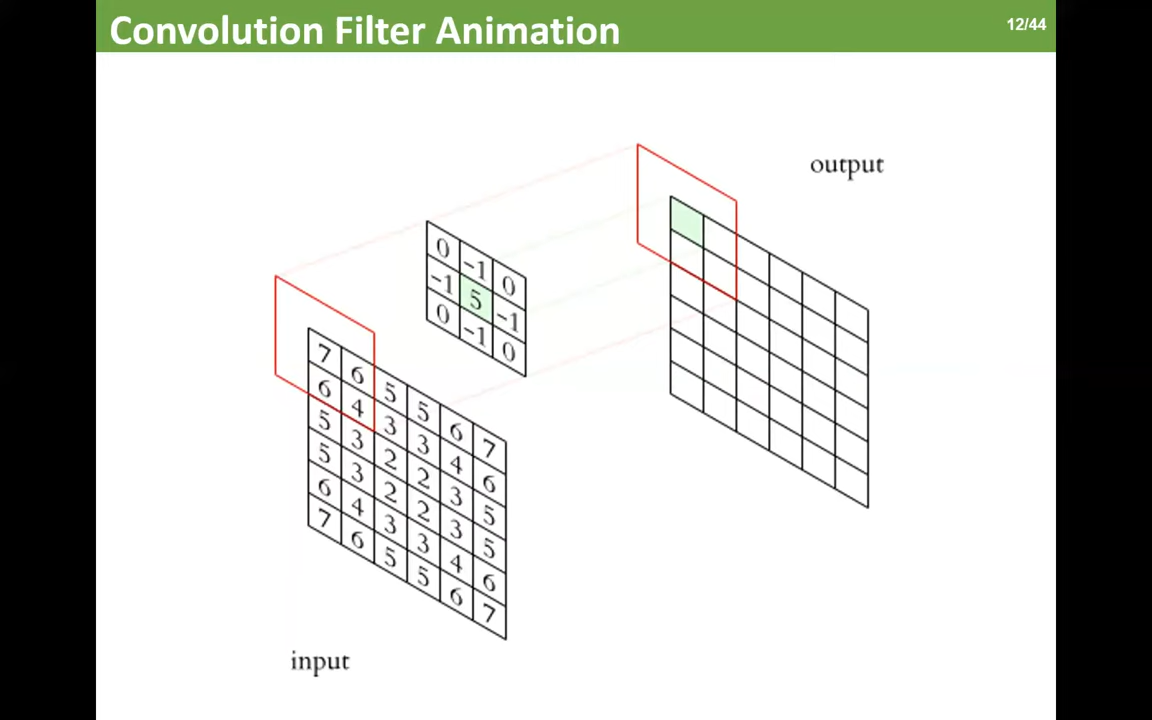 Convolution Filter Animation
12/44
output
0 -1 0
-1 5 -1
0 -1 0
7 6 5 5 6 7
6 4 3 3 4 6
5 3 2 2 3 5
5 3 2 2 3 5
6 4 3 3 4 6
7 6 5 5 6 7
input